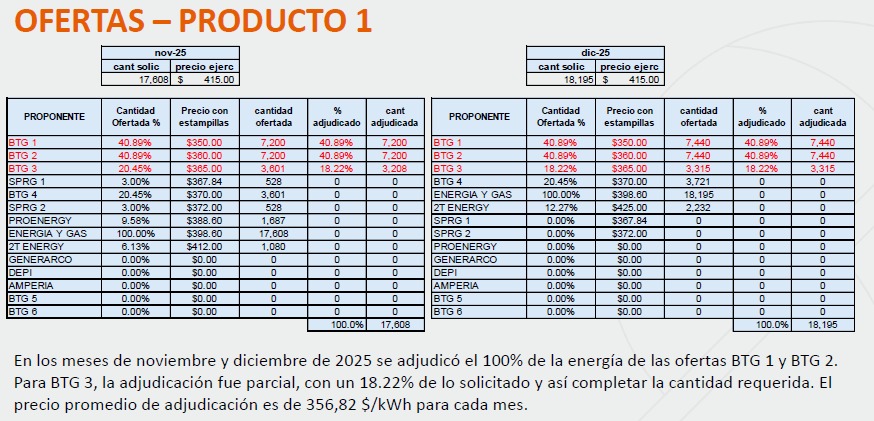 OFERTAS – PRODUCTO 1
nov-25
cant solic precio ejerc
17,608 $ 415.00
dic-25
cant solic precio ejerc
18,195 $ 415.00
PROPONENTE Cantidad Ofertada % Precio con estampillas cantidad ofertada % adjudicado cant adjudicada
BTG 1 40.89% $350.00 7,200 40.89% 7,200
BTG 2 40.89% $360.00 7,200 40.89% 7,200
BTG 3 20.45% $365.00 3,601 18.22% 3,208
SPRG 1 3.00% $367.84 528 0 0
BTG 4 20.45% $370.00 3,601 0 0
SPRG 2 3.00% $372.00 528 0 0
PROENERGY 9.58% $388.60 1,687 0 0
ENERGIA Y GAS 100.00% $398.60 17,608 0 0
2T ENERGY 6.13% $412.00 1,080 0 0
GENERARCO 0.00% $0.00 0 0 0
DEPI 0.00% $0.00 0 0 0
AMPERIA 0.00% $0.00 0 0 0
BTG 5 0.00% $0.00 0 0 0
BTG 6 0.00% $0.00 0 0 0
100.0% 17,608
PROPONENTE Cantidad Ofertada % Precio con estampillas cantidad ofertada % adjudicado cant adjudicada
BTG 1 40.89% $350.00 7,440 40.89% 7,440
BTG 2 40.89% $360.00 7,440 40.89% 7,440
BTG 3 18.22% $365.00 3,315 18.22% 3,315
BTG 4 20.45% $370.00 3,721 0 0
ENERGIA Y GAS 100.00% $398.60 18,195 0 0
2T ENERGY 12.27% $425.00 2,232 0 0
SPRG 1 0.00% $367.84 0 0 0
SPRG 2 0.00% $372.00 0 0 0
PROENERGY 0.00% $0.00 0 0 0
GENERARCO 0.00% $0.00 0 0 0
DEPI 0.00% $0.00 0 0 0
AMPERIA 0.00% $0.00 0 0 0
BTG 5 0.00% $0.00 0 0 0
BTG 6 0.00% $0.00 0 0 0
100.0% 18,195
En los meses de noviembre y diciembre de 2025 se adjudicó el 100% de la energía de las ofertas BTG 1 y BTG 2.
Para BTG 3, la adjudicación fue parcial, con un 18.22% de lo solicitado y así completar la cantidad requerida. El
precio promedio de adjudicación es de 356,82 $/kWh para cada mes.